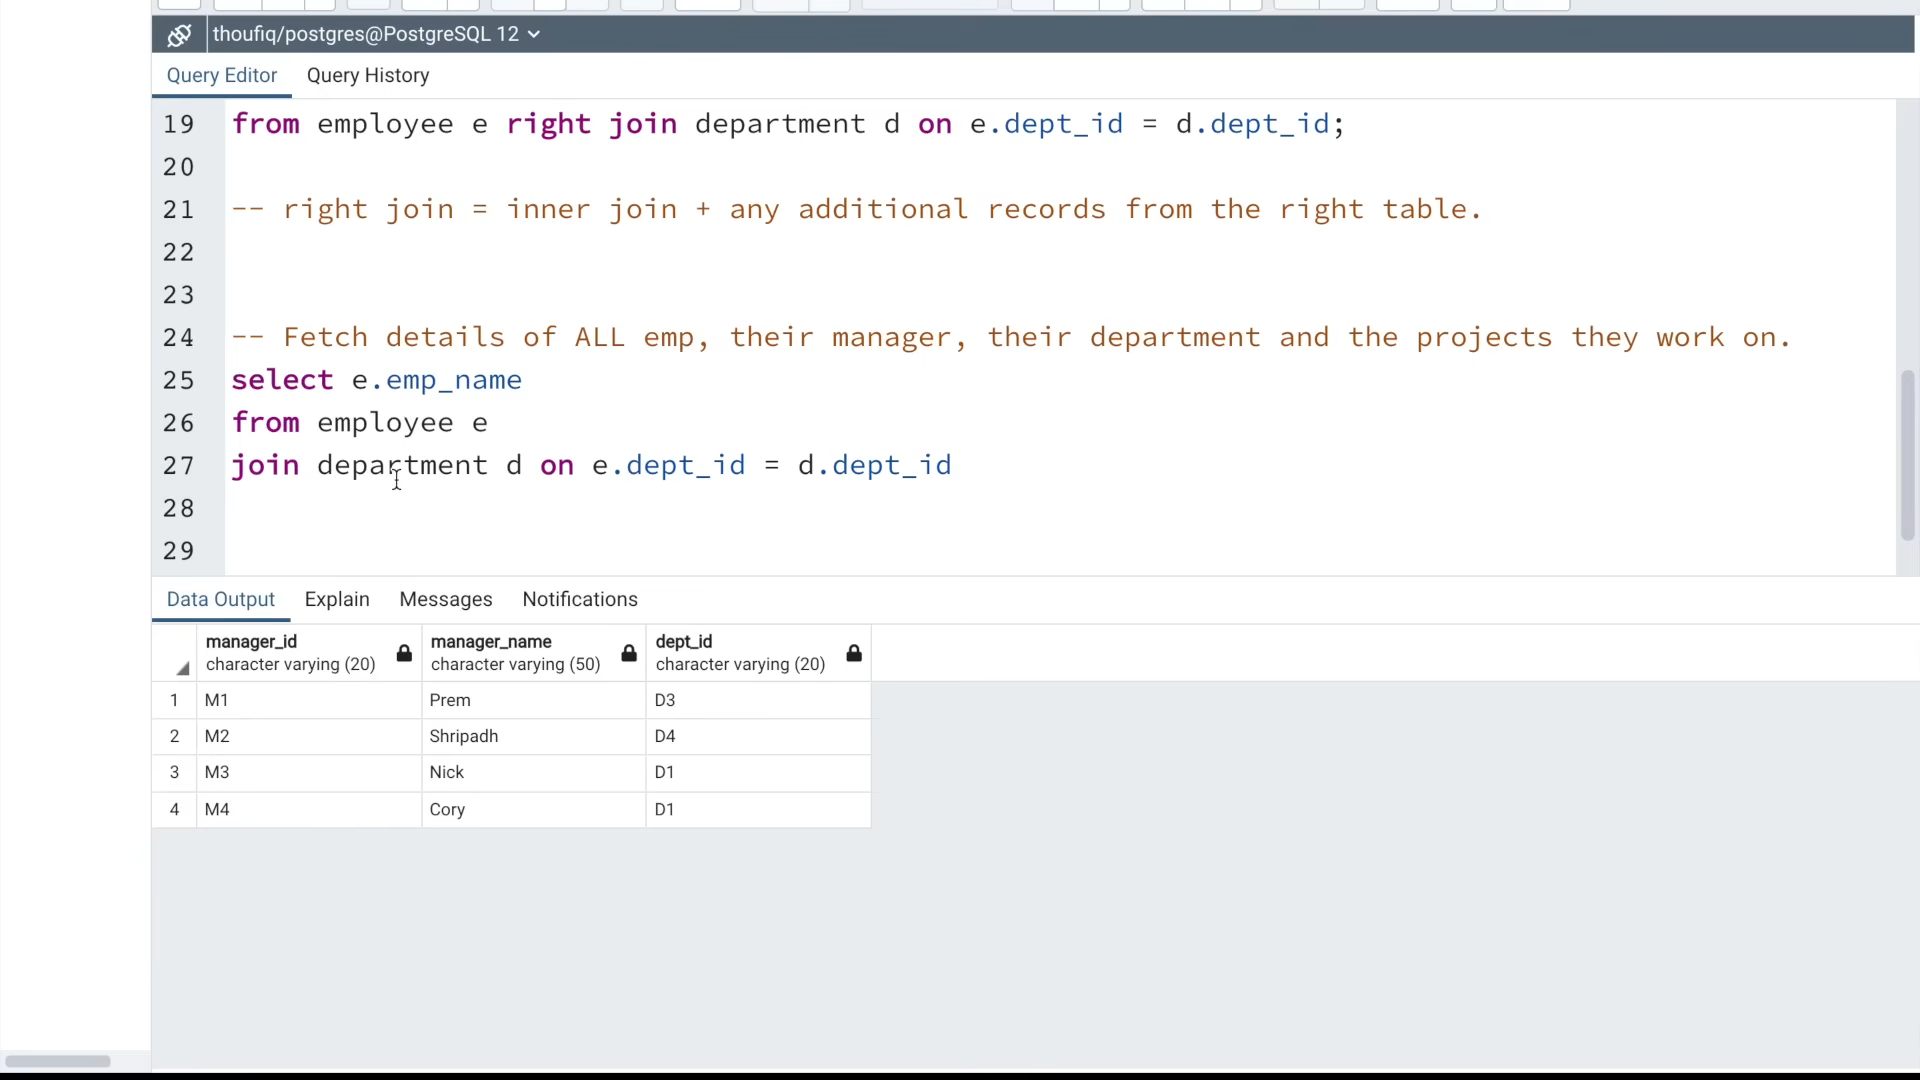 thoufiq/postgres@PostgreSQL 12
Query Editor Query History
19 from employee e right join department d on e.dept_id = d.dept_id;
20
21 -- right join = inner join + any additional records from the right table.
22
23
24 -- Fetch details of ALL emp, their manager, their department and the projects they work on.
25 select e.emp_name
26 from employee e
27 join department d on e.dept_id = d.dept_id
28
29
Data Output Explain Messages Notifications
manager_id manager_name dept_id
character varying (20) character varying (50) character varying (20)
1 M1 Prem D3
2 M2 Shripadh D4
3 M3 Nick D1
4 M4 Cory D1